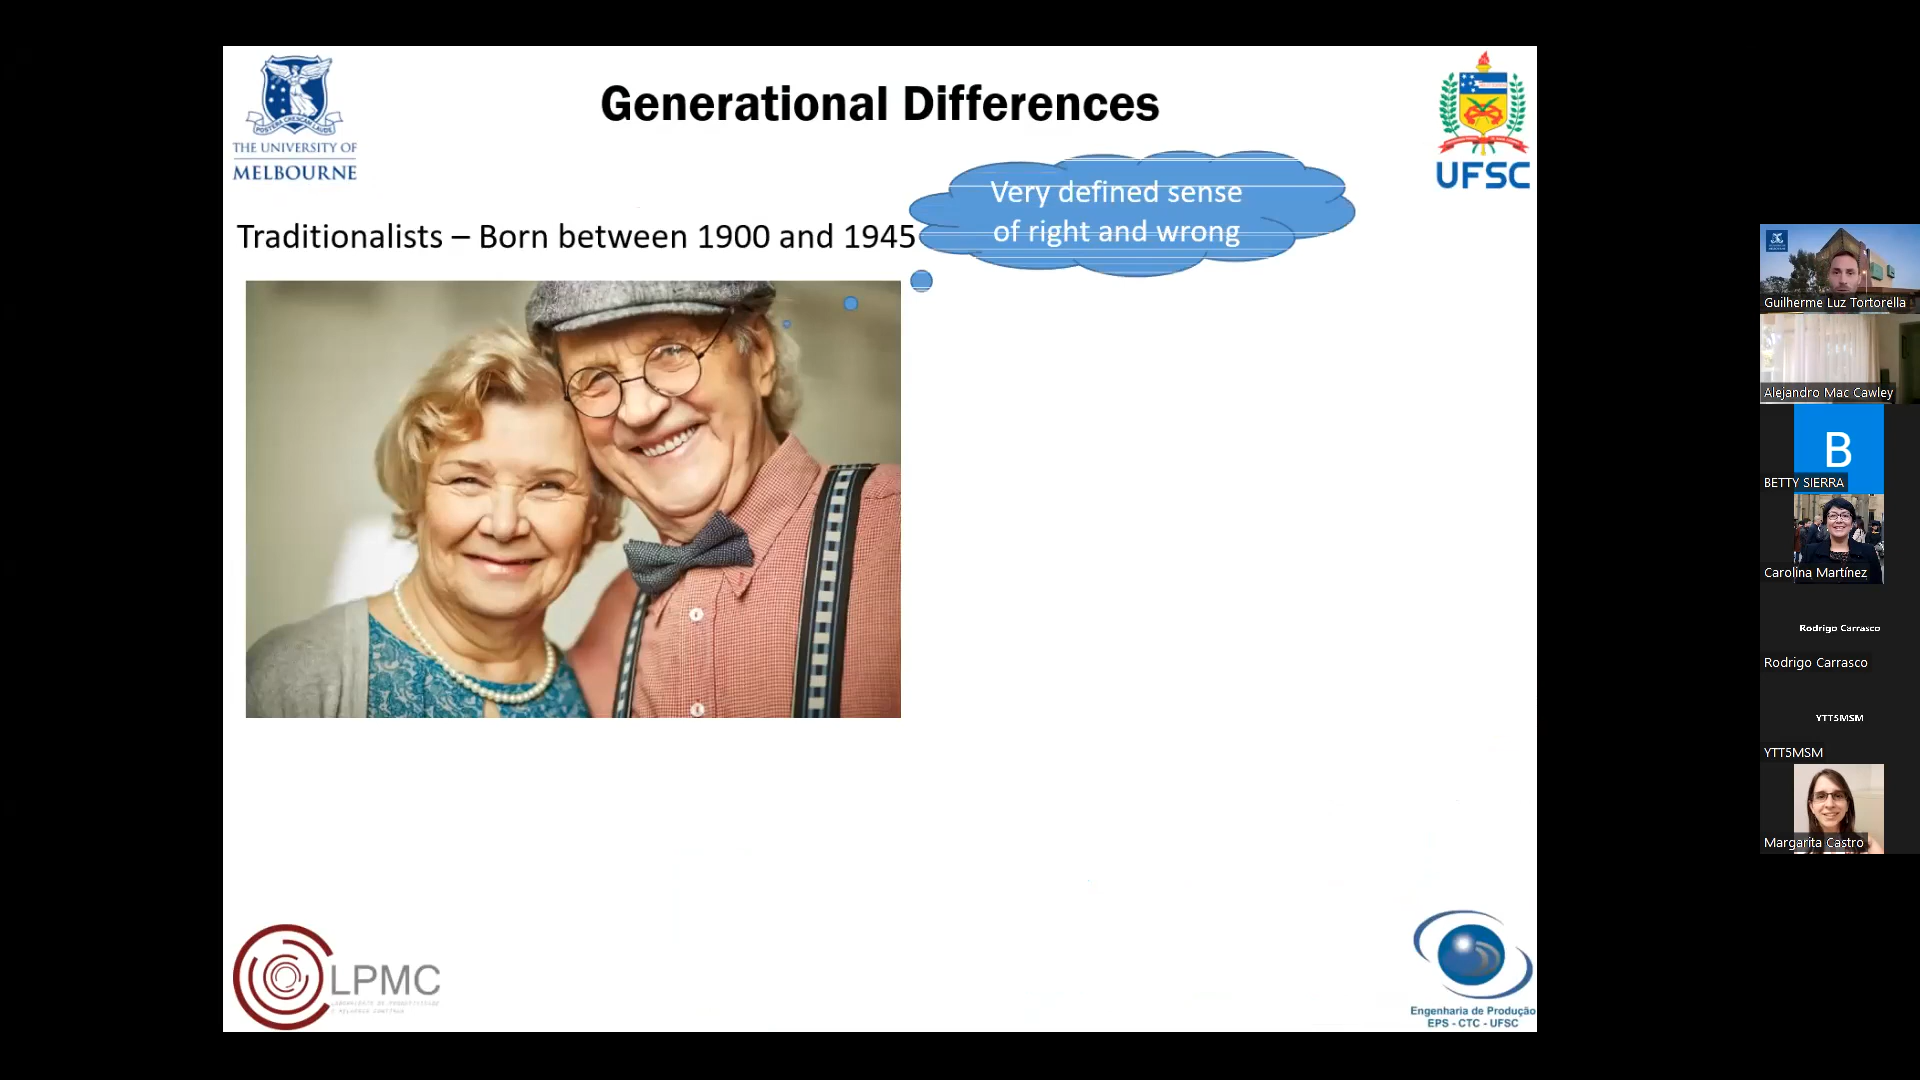 Generational Differences
THE UNIVERSITY OF
MELBOURNE
UFSC
Very defined sense
of right and wrong
Traditionalists – Born between 1900 and 1945
Guilherme Luz Tortorella
Alejandro Mac Cawley
B
BETTY SIERRA
Carolina Martínez
Rodrigo Carrasco
Rodrigo Carrasco
YTT5MSM
YTT5MSM
Margarita Castro
LPMC
Engenharia de Produção
EPS - CTC - UFSC